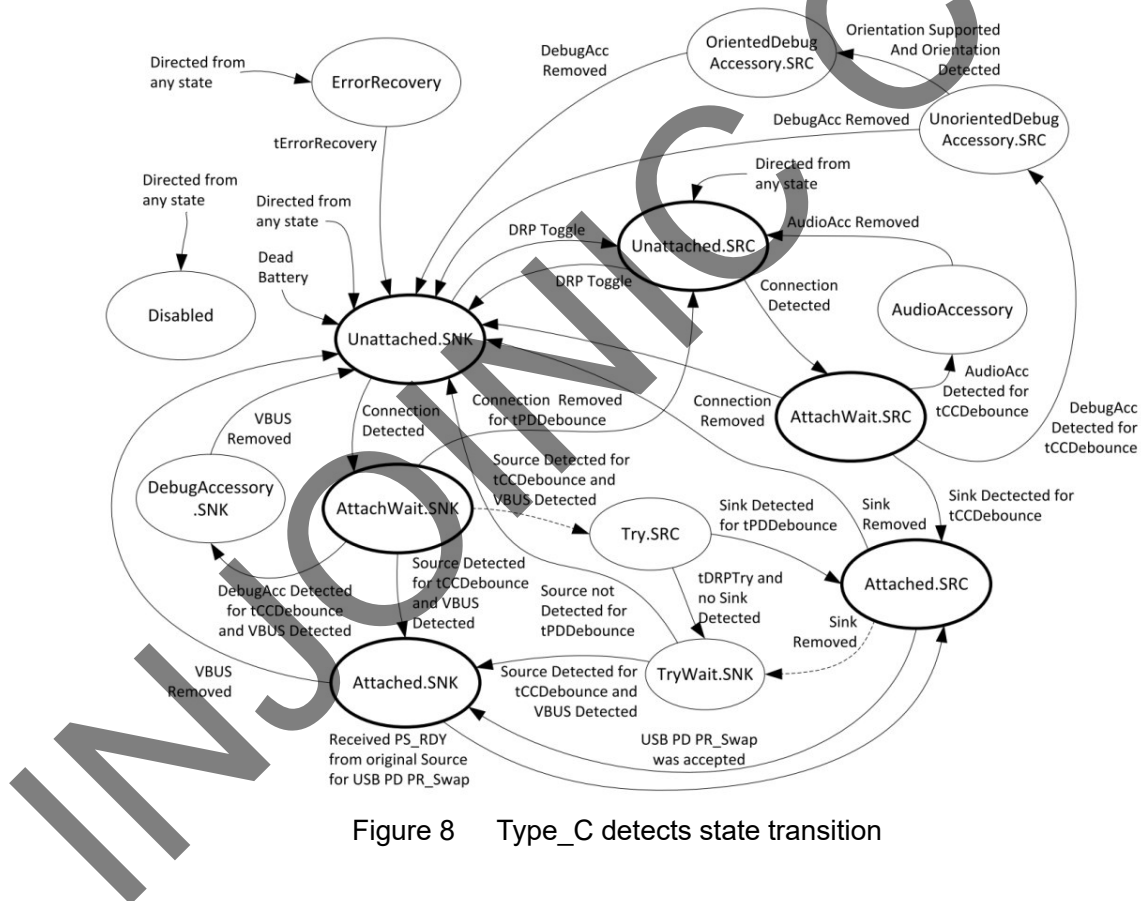 Directed from
any state
ErrorRecovery
tErrorRecovery
DebugAcc
Removed
OrientedDebug
Accessory.SRC
Orientation Supported
And Orientation
Detected
DebugAcc Removed
UnorientedDebug
Accessory.SRC
Directed from
any state
Disabled
Directed from
any state
Dead
Battery
DRP Toggle
DRP Toggle
Directed from
any state
Unattached.SRC
AudioAcc Removed
Connection
Detected
AudioAccessory
Unattached.SNK
AudioAcc
Detected for
tCCDebounce
DebugAcc
Detected for
tCCDebounce
AttachWait.SRC
Connection
Removed
VBUS
Removed
Connection
Detected
Connection Removed
for tPDDebounce
Source Detected for
tCCDebounce and
VBUS Detected
DebugAccessory
.SNK
AttachWait.SNK
Try.SRC
Sink Detected
for tPDDebounce
Sink
Removed
Sink Dectected for
tCCDebounce
Attached.SRC
DebugAcc Detected
for tCCDebounce
and VBUS Detected
Source Detected
for tCCDebounce
and VBUS
Detected
Source not
Detected for
tPDDebounce
tDRPTry and
no Sink
Detected
Sink
Removed
VBUS
Removed
Attached.SNK
Source Detected for
tCCDebounce and
VBUS Detected
TryWait.SNK
Received PS_RDY
from original Source
for USB PD PR_Swap
USB PD PR_Swap
was accepted
Figure 8 Type_C detects state transition
INJOINIC C